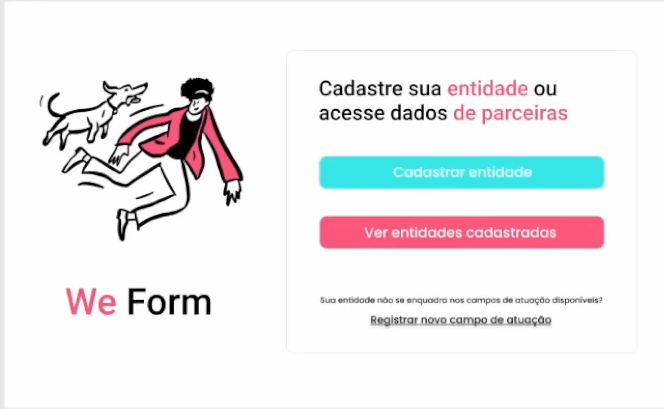 Cadastre sua entidade ou
acesse dados de parceiras
Cadastrar entidade
Ver entidades cadastradas
Sua entidade não se enquadra nos campos de atuação disponíveis?
Registrar novo campo de atuação
We Form